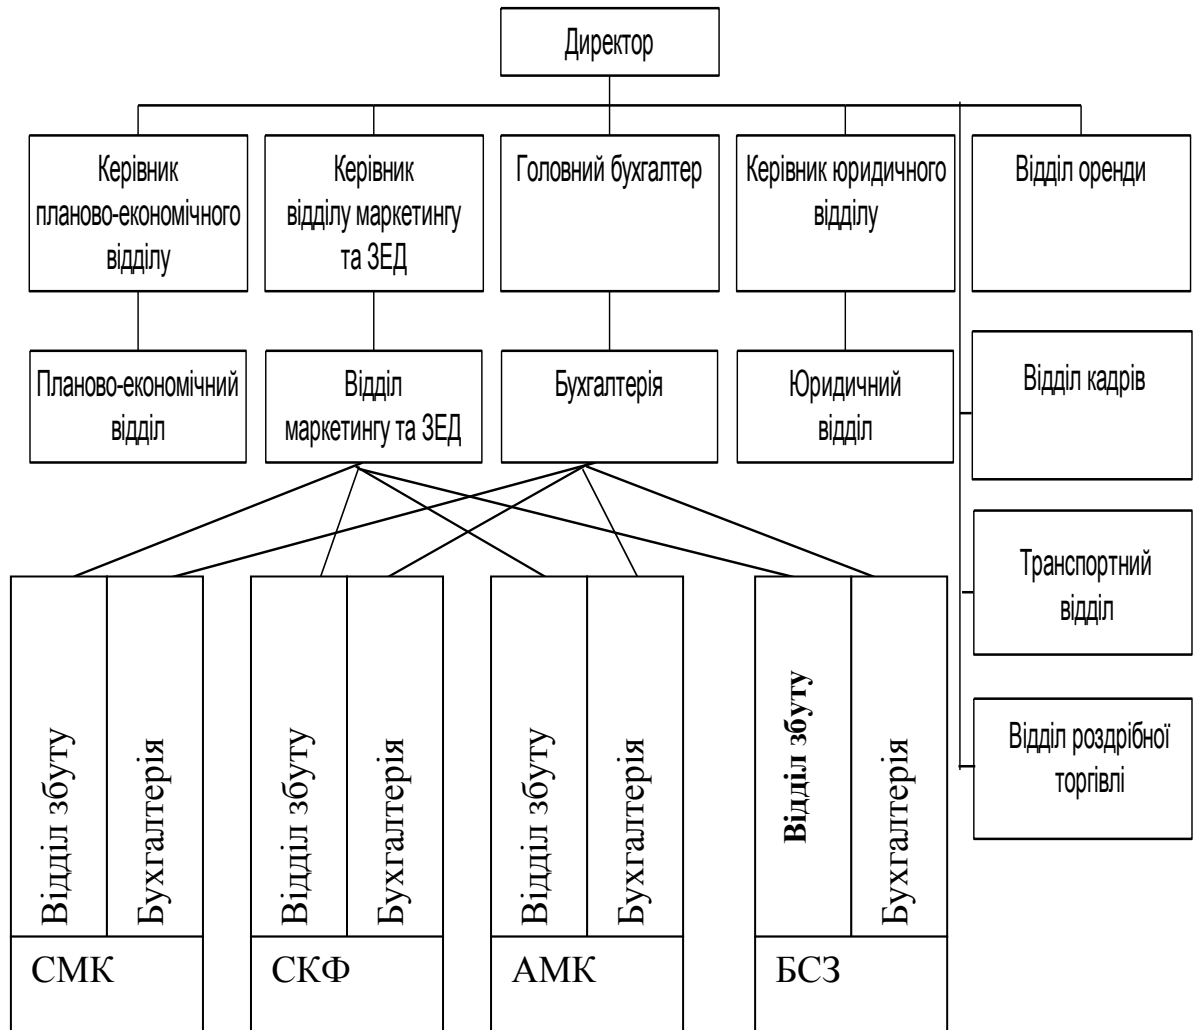 Директор
Керівник
планово-економічного
відділу
Керівник
відділу маркетингу
та ЗЕД
Головний бухгалтер
Керівник юридичного
відділу
Відділ оренди
Планово-економічний
відділ
Відділ
маркетингу та ЗЕД
Бухгалтерія
Юридичний
відділ
Відділ кадрів
Транспортний
відділ
Відділ роздрібної
торгівлі
Відділ збуту
Бухгалтерія
Відділ збуту
Бухгалтерія
Відділ збуту
Бухгалтерія
Відділ збуту
Бухгалтерія
СМК
СКФ
АМК
БСЗ